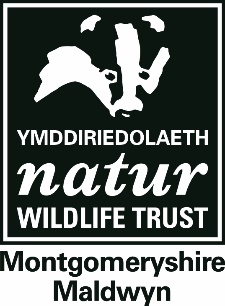 YMDDIRIEDOLAETH
natur
WILDLIFE TRUST
Montgomeryshire
Maldwyn